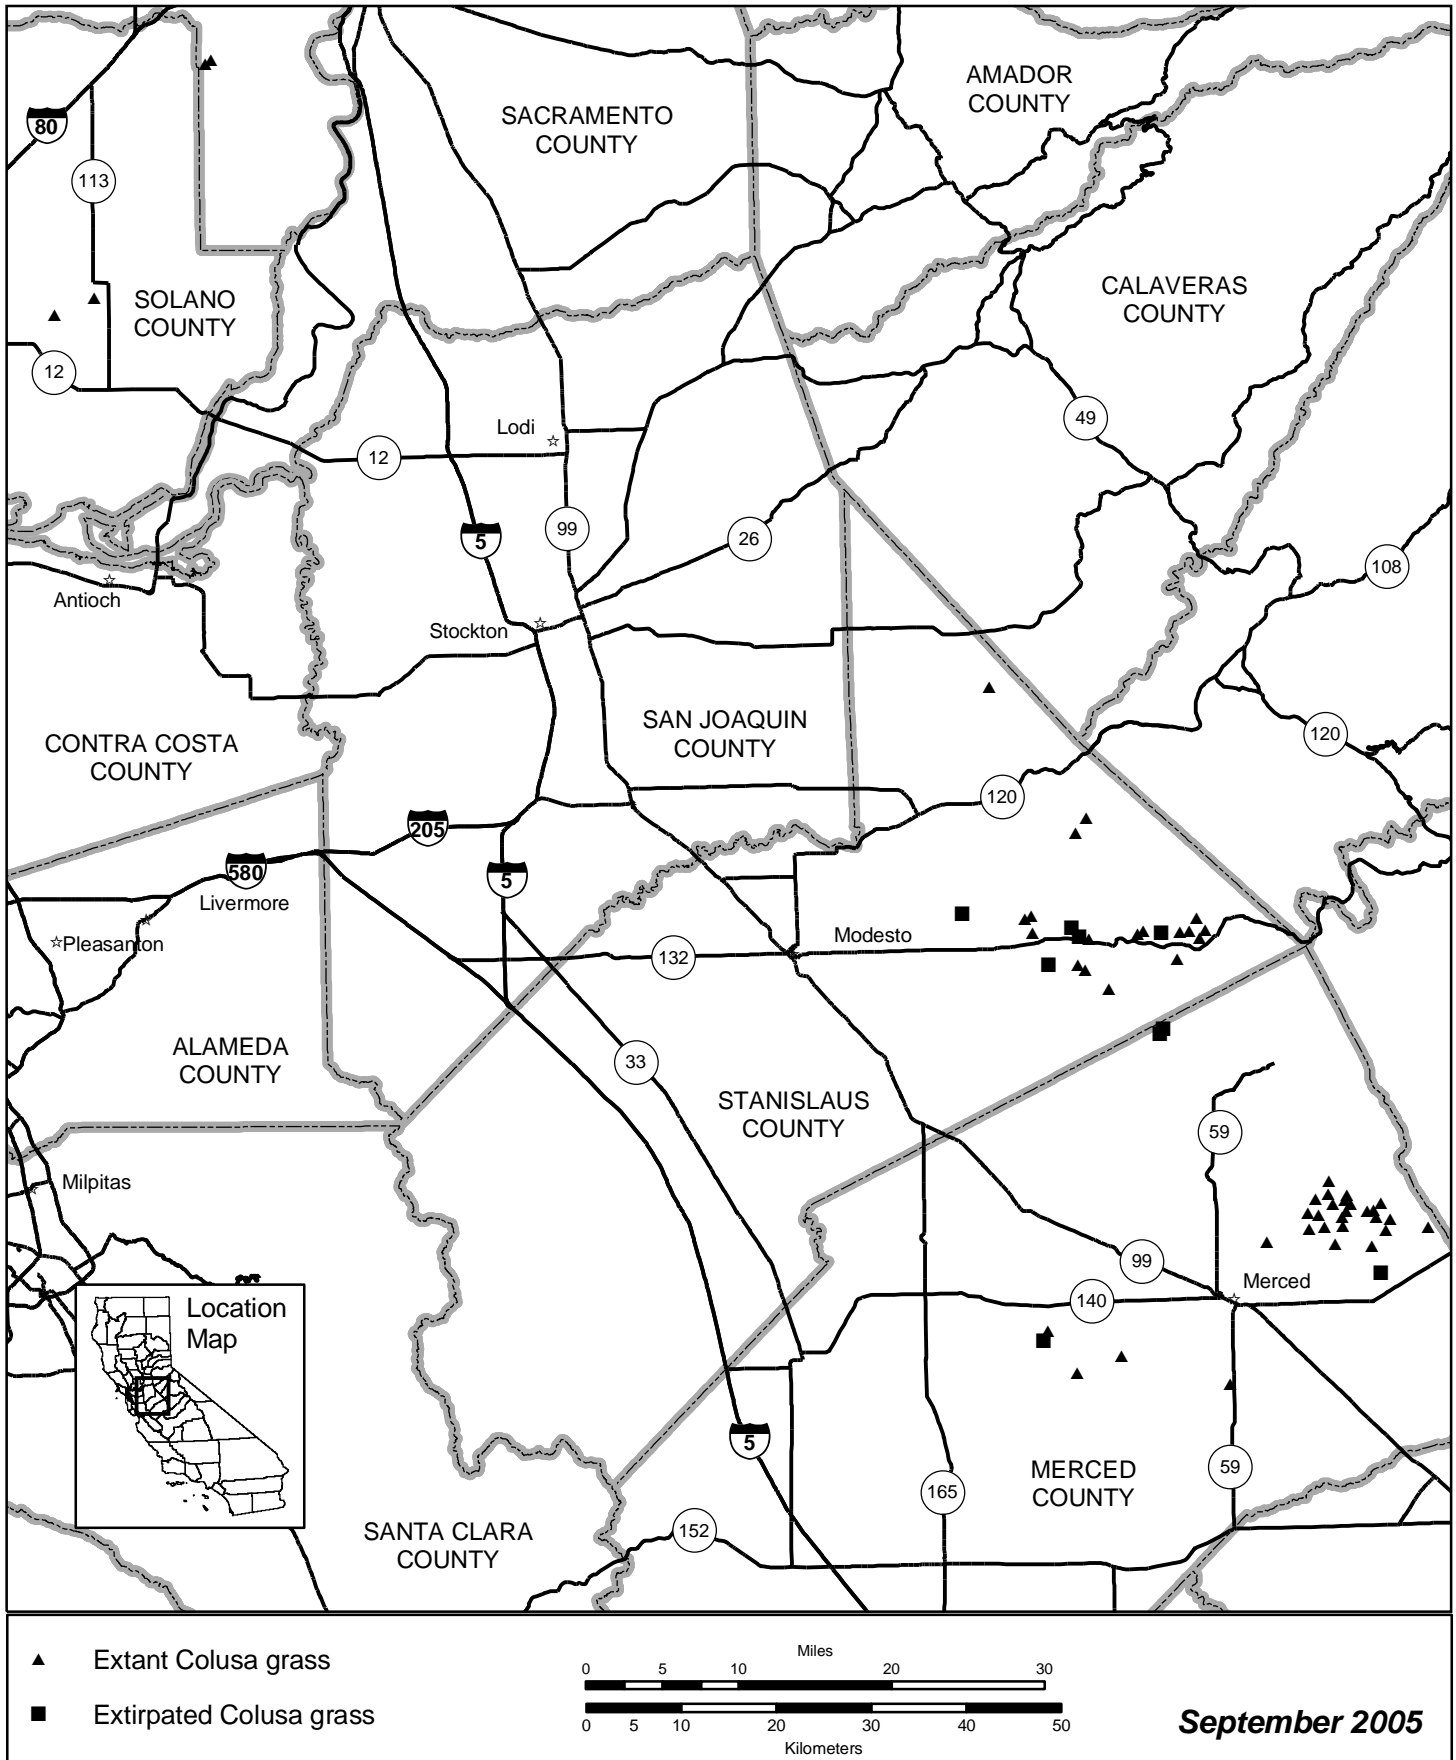 AMADOR
COUNTY
SACRAMENTO
COUNTY
80
113
SOLANO
COUNTY
CALAVERAS
COUNTY
12
49
Lodi
12
5
99
26
108
Antioch
Stockton
SAN JOAQUIN
COUNTY
CONTRA COSTA
COUNTY
120
120
205
580
5
Livermore
Pleasanton
Modesto
132
ALAMEDA
COUNTY
33
STANISLAUS
COUNTY
59
Milpitas
99
Merced
140
Location
Map
5
MERCED
COUNTY
59
165
SANTA CLARA
COUNTY
152
Extant Colusa grass
Extirpated Colusa grass
Miles
0 5 10 20 30
0 5 10 20 30 40 50
Kilometers
September 2005